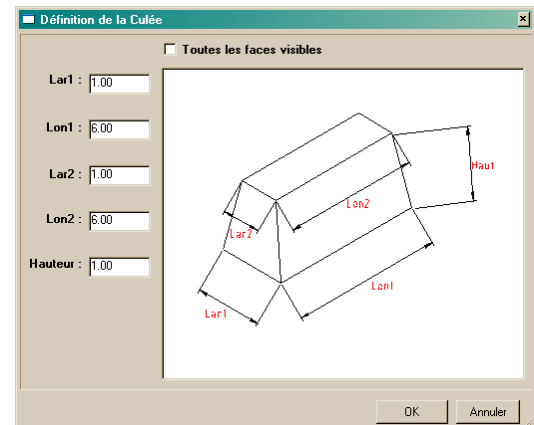 Définition de la Culée
Toutes les faces visibles
Lar1 : 1.00
Lon1 : 6.00
Lar2 : 1.00
Lon2 : 6.00
Hauteur : 1.00
Haut
Lon2
Lar2
Lon1
Lar1
OK Annuler